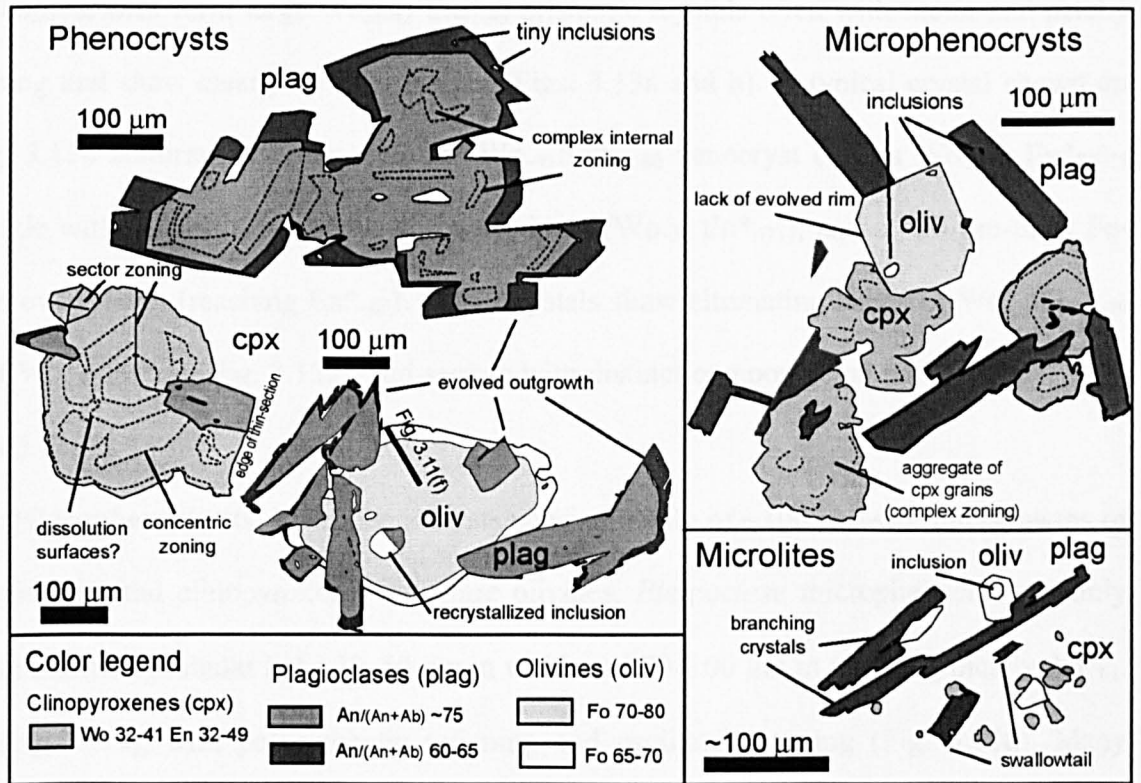 Phenocrysts
plag
tiny inclusions
100 µm
complex internal
zoning
sector zoning
cpx
edge of thin-section
dissolution
surfaces?
concentric
zoning
100 µm
100 µm
evolved outgrowth
Fig. 3.11(f)
oliv
plag
recrystallized inclusion
Microphenocrysts
inclusions
100 µm
plag
lack of evolved rim
oliv
cpx
aggregate of
cpx grains
(complex zoning)
Microlites
inclusion
oliv
plag
branching
crystals
cpx
~100 µm
swallowtail
Color legend
Clinopyroxenes (cpx)
Wo 32-41 En 32-49
Plagioclases (plag)
An/(An+Ab) ~75
An/(An+Ab) 60-65
Olivines (oliv)
Fo 70-80
Fo 65-70